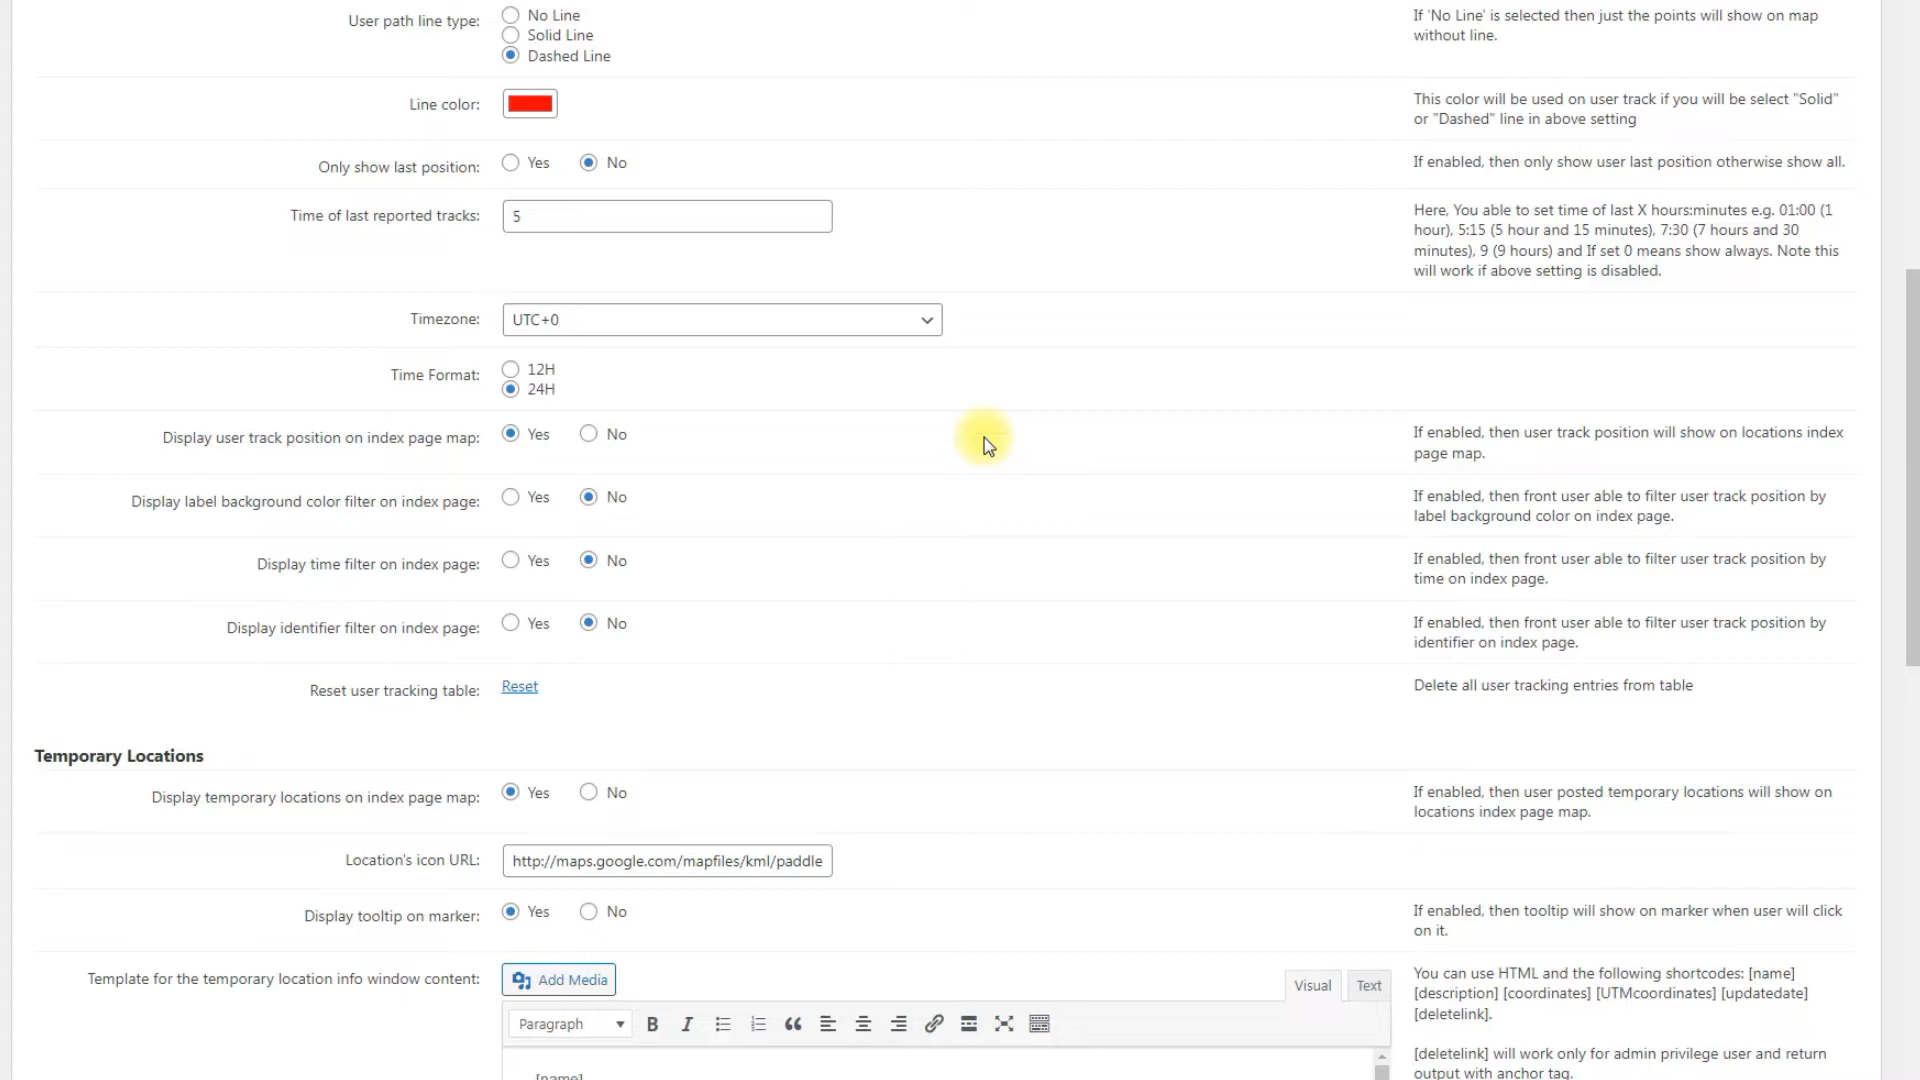 User path line type:
No Line
Solid Line
Dashed Line
If 'No Line' is selected then just the points will show on map
without line.
Line color:
This color will be used on user track if you will be select "Solid"
or "Dashed" line in above setting
Only show last position:
Yes No
If enabled, then only show user last position otherwise show all.
Time of last reported tracks:
5
Here, You able to set time of last X hours:minutes e.g. 01:00 (1
hour), 5:15 (5 hour and 15 minutes), 7:30 (7 hours and 30
minutes), 9 (9 hours) and If set 0 means show always. Note this
will work if above setting is disabled.
Timezone:
UTC+0
Time Format:
12H
24H
Display user track position on index page map:
Yes No
If enabled, then user track position will show on locations index
page map.
Display label background color filter on index page:
Yes No
If enabled, then front user able to filter user track position by
label background color on index page.
Display time filter on index page:
Yes No
If enabled, then front user able to filter user track position by
time on index page.
Display identifier filter on index page:
Yes No
If enabled, then front user able to filter user track position by
identifier on index page.
Reset user tracking table:
Reset
Delete all user tracking entries from table
Temporary Locations
Display temporary locations on index page map:
Yes No
If enabled, then user posted temporary locations will show on
locations index page map.
Location's icon URL:
http://maps.google.com/mapfiles/kml/paddle
Display tooltip on marker:
Yes No
If enabled, then tooltip will show on marker when user will click
on it.
Template for the temporary location info window content:
Add Media
Visual Text
Paragraph
You can use HTML and the following shortcodes: [name]
[description] [coordinates] [UTMcoordinates] [updatedate]
[deletelink].
[deletelink] will work only for admin privilege user and return
output with anchor tag.
[name]